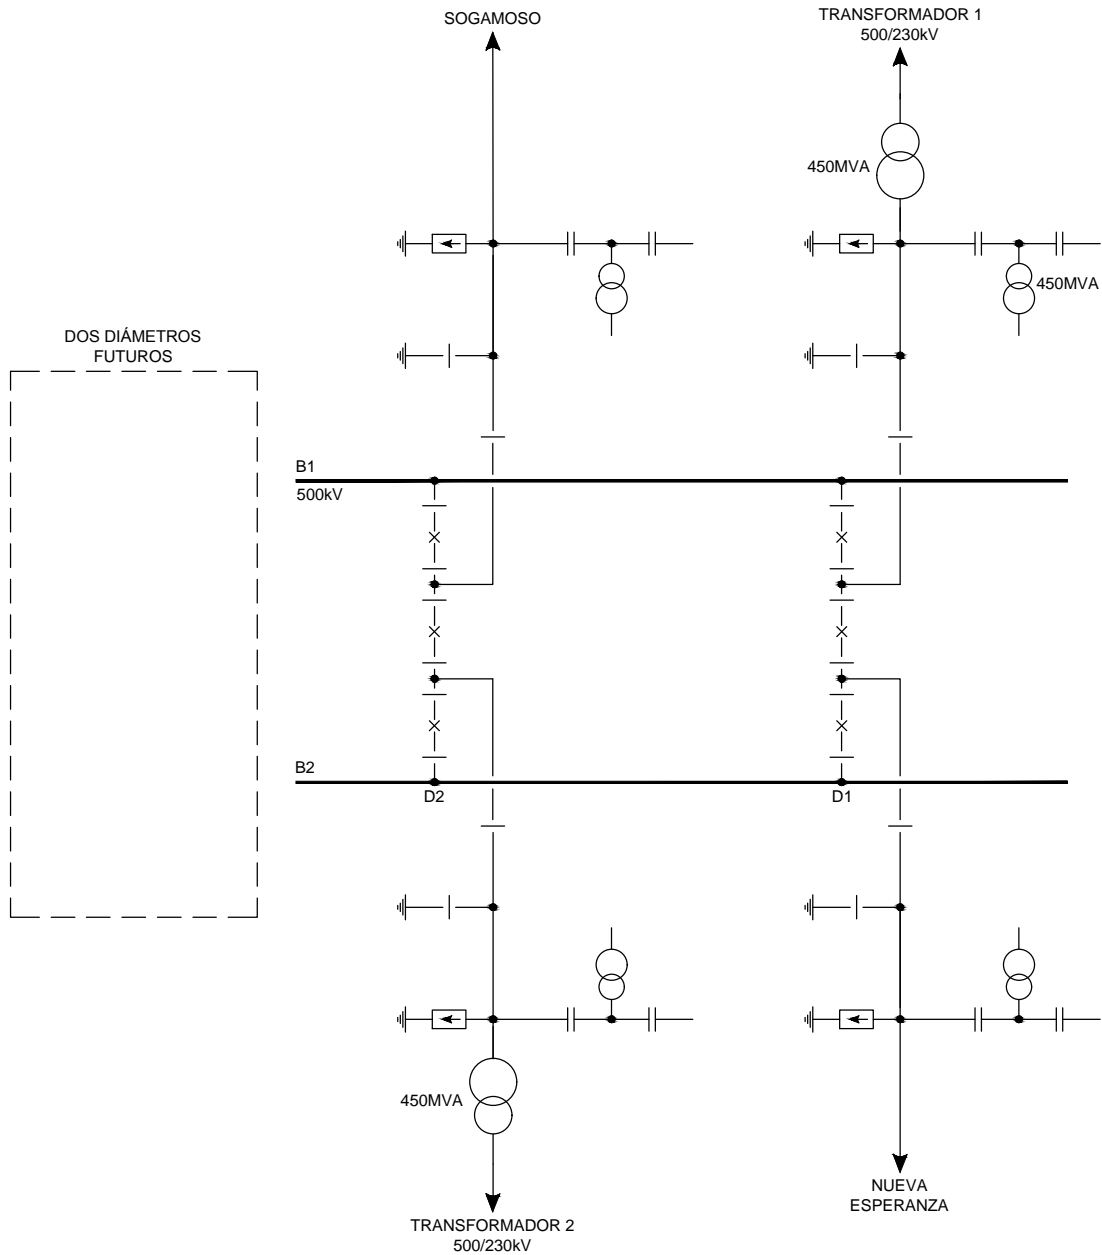 SOGAMOSO
TRANSFORMADOR 1
500/230kV
450MVA
450MVA
DOS DIÁMETROS
FUTUROS
B1
500kV
B2
D2
D1
450MVA
NUEVA
ESPERANZA
TRANSFORMADOR 2
500/230kV